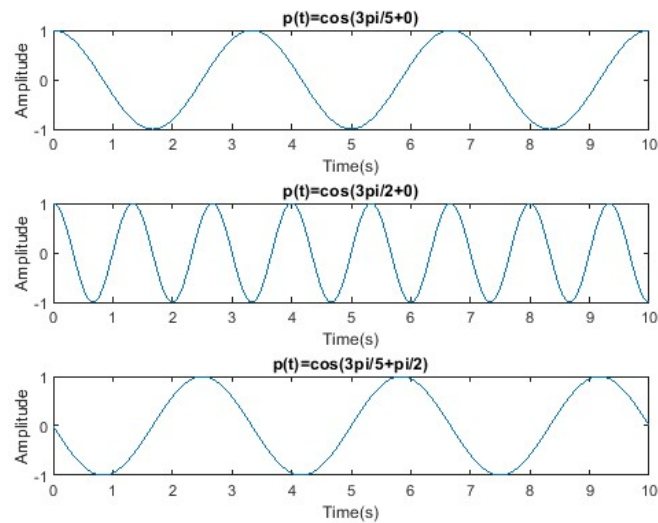 p(t)=cos(3pi/5+0)
1
0
-1
Amplitude
0 1 2 3 4 5 6 7 8 9 10
Time(s)
p(t)=cos(3pi/2+0)
1
0
-1
Amplitude
0 1 2 3 4 5 6 7 8 9 10
Time(s)
p(t)=cos(3pi/5+pi/2)
1
0
-1
Amplitude
0 1 2 3 4 5 6 7 8 9 10
Time(s)